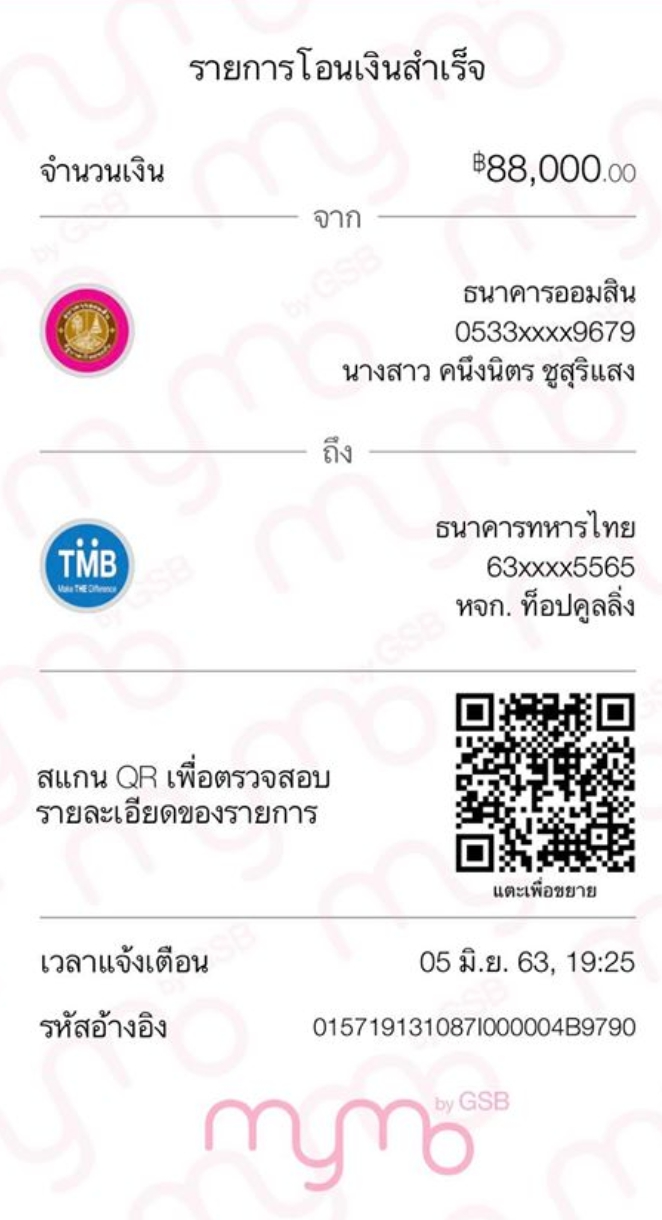 รายการโอนเงินสำเร็จ
จำนวนเงิน ฿88,000.00
จาก
ธนาคารออมสิน
0533xxxx9679
นางสาว คนึงนิตร ชูสุริแสง
ถึง
TMB
Make THE Difference
ธนาคารทหารไทย
63xxxx5565
หจก. ท็อปคูลลิ่ง
สแกน QR เพื่อตรวจสอบ
รายละเอียดของรายการ
แตะเพื่อขยาย
เวลาแจ้งเตือน 05 มิ.ย. 63, 19:25
รหัสอ้างอิง 015719131087I000004B9790
mymo by GSB